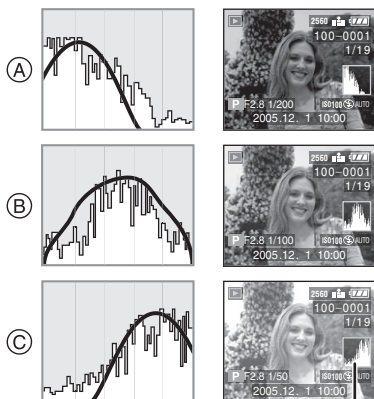 A
2560
100-0001
1/19
P F2.8 1/200 ISO100 AUTO
2005.12. 1 10:00
B
2560
100-0001
1/19
P F2.8 1/100 ISO100 AUTO
2005.12. 1 10:00
C
2560
100-0001
1/19
P F2.8 1/50 ISO100 AUTO
2005.12. 1 10:00